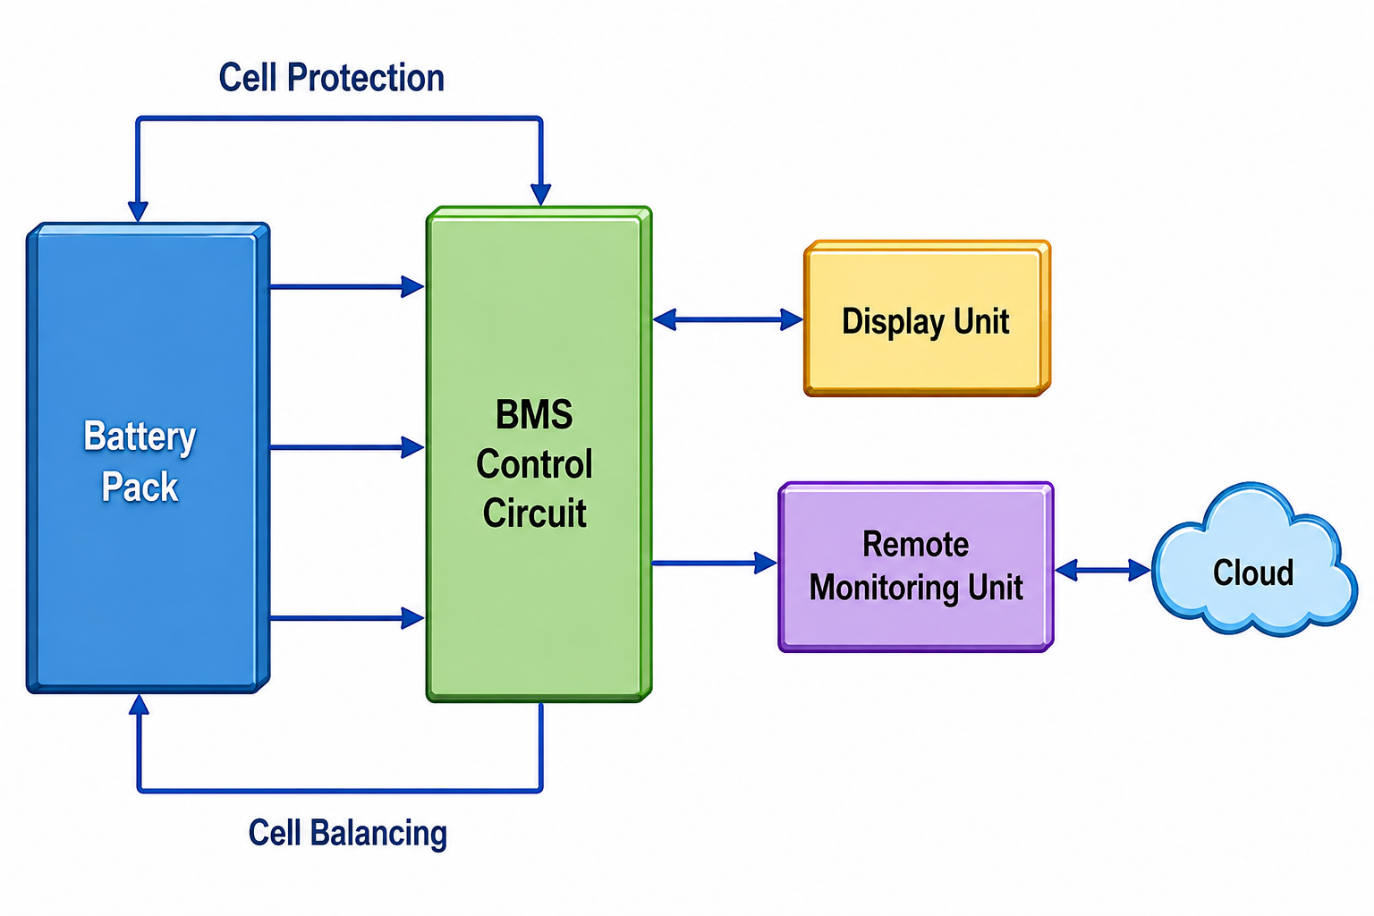 Cell Protection
Battery
Pack
BMS
Control
Circuit
Display Unit
Remote
Monitoring Unit
Cloud
Cell Balancing